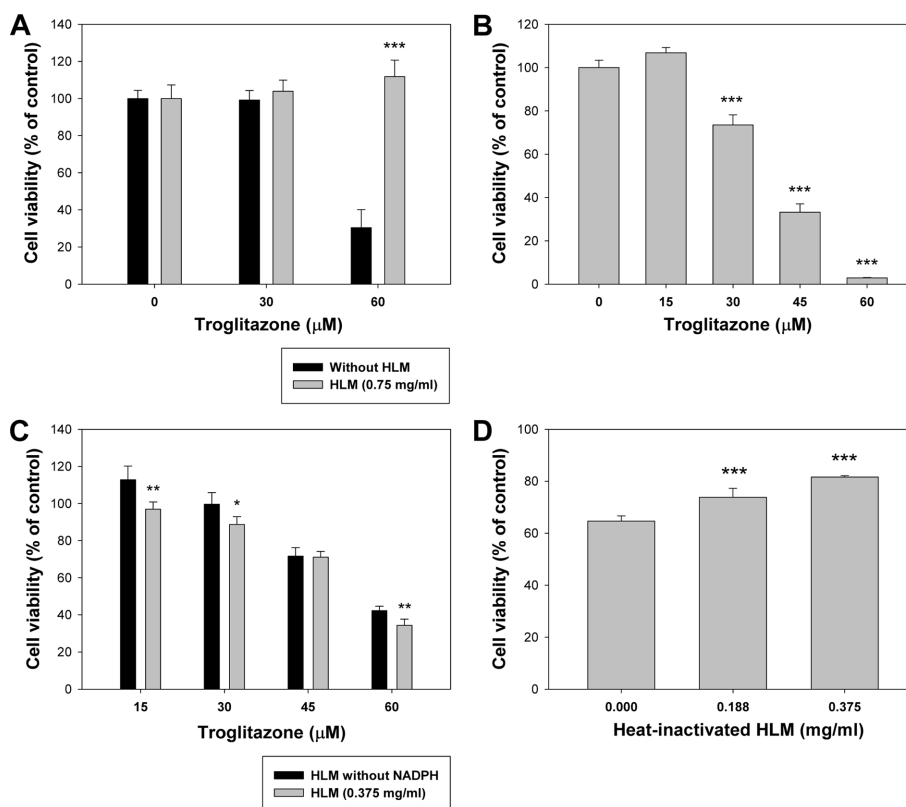 A
Cell viability (% of control)
140
120
100
80
60
40
20
0
***
0 30 60
Troglitazone (μM)
Without HLM
HLM (0.75 mg/ml)
B
Cell viability (% of control)
120
100
80
60
40
20
0
***
***
***
0 15 30 45 60
Troglitazone (μM)
C
Cell viability (% of control)
140
120
100
80
60
40
20
0
**
*
**
15 30 45 60
Troglitazone (μM)
HLM without NADPH
HLM (0.375 mg/ml)
D
Cell viability (% of control)
100
80
60
40
20
0
***
***
0.000 0.188 0.375
Heat-inactivated HLM (mg/ml)